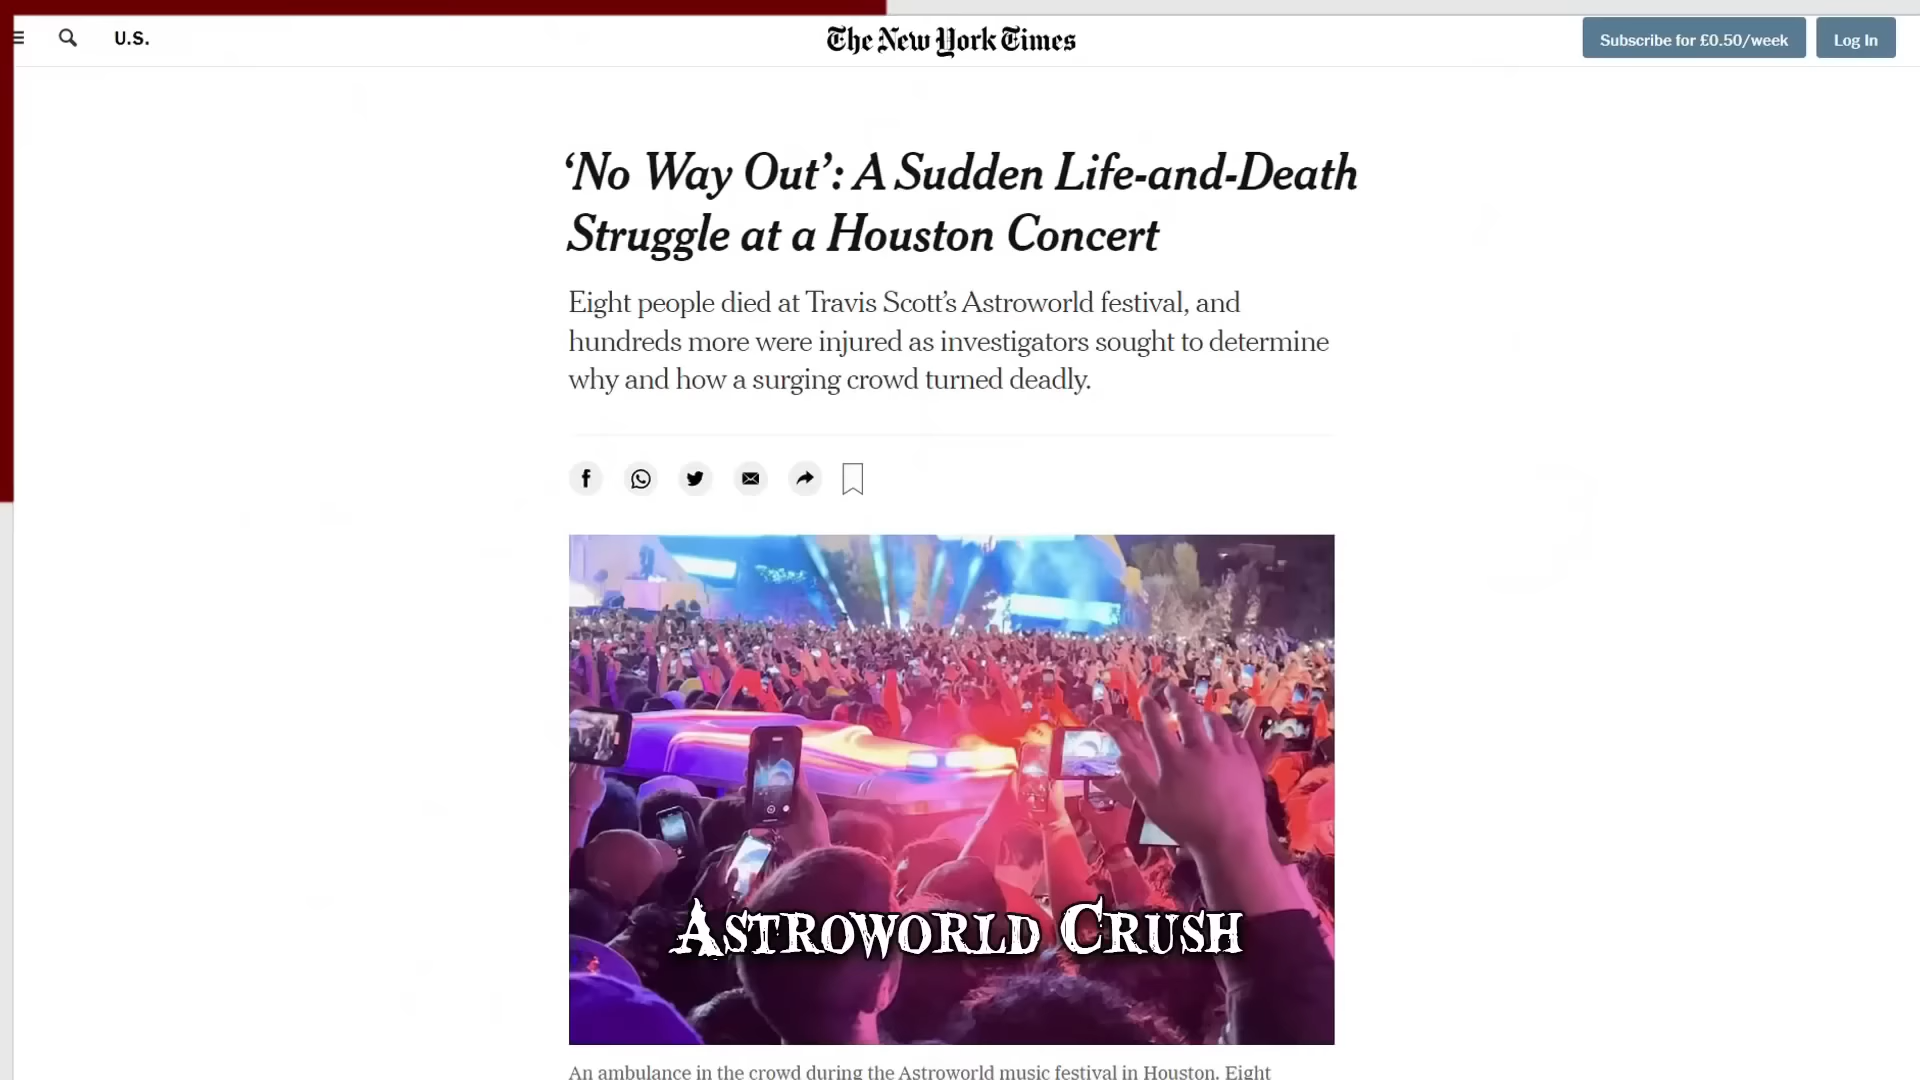 U.S.
The New York Times
Subscribe for £0.50/week
Log In
‘No Way Out’: A Sudden Life-and-Death
Struggle at a Houston Concert
Eight people died at Travis Scott’s Astroworld festival, and
hundreds more were injured as investigators sought to determine
why and how a surging crowd turned deadly.
Astroworld Crush
An ambulance in the crowd during the Astroworld music festival in Houston. Eight